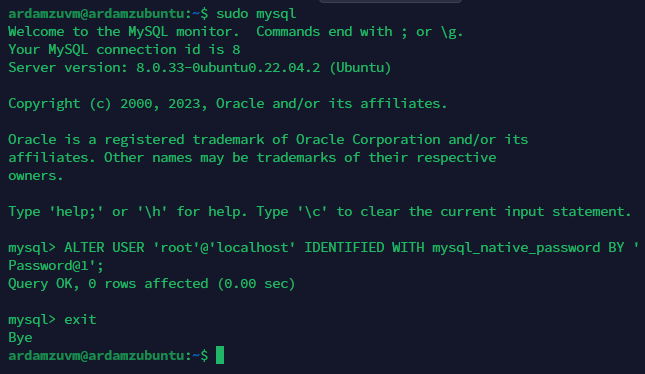 ardamzuvm@ardamzubuntu:~$ sudo mysql
Welcome to the MySQL monitor.  Commands end with ; or \g.
Your MySQL connection id is 8
Server version: 8.0.33-0ubuntu0.22.04.2 (Ubuntu)
Copyright (c) 2000, 2023, Oracle and/or its affiliates.
Oracle is a registered trademark of Oracle Corporation and/or its
affiliates. Other names may be trademarks of their respective
owners.
Type 'help;' or '\h' for help. Type '\c' to clear the current input statement.
mysql> ALTER USER 'root'@'localhost' IDENTIFIED WITH mysql_native_password BY '
Password@1';
Query OK, 0 rows affected (0.00 sec)
mysql> exit
Bye
ardamzuvm@ardamzubuntu:~$